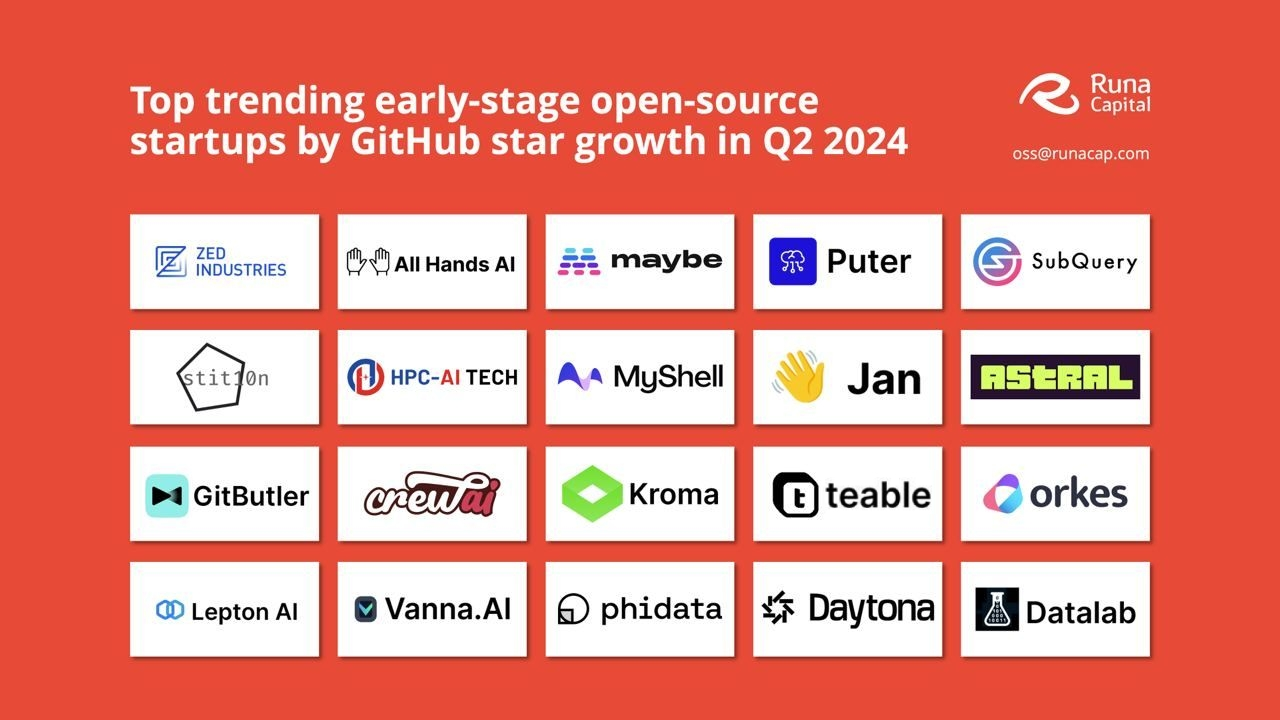 Top trending early-stage open-source
startups by GitHub star growth in Q2 2024
Runa
Capital
oss@runacap.com
ZED
INDUSTRIES
All Hands AI
maybe
Puter
SubQuery
stit10n
HPC-AI TECH
MyShell
Jan
ASTRAL
GitButler
crewai
Kroma
teable
orkes
Lepton AI
Vanna.AI
phidata
Daytona
Datalab